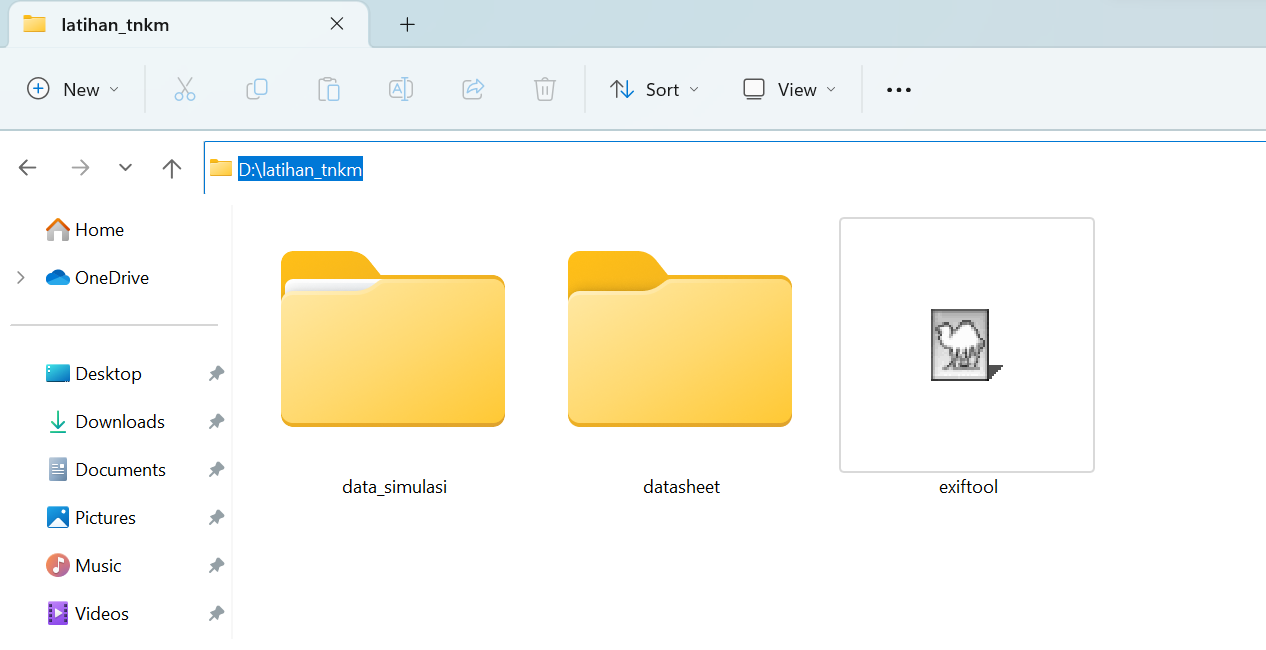 latihan_tnkm
New
Sort
View
D:\latihan_tnkm
Home
OneDrive
Desktop
Downloads
Documents
Pictures
Music
Videos
data_simulasi
datasheet
exiftool